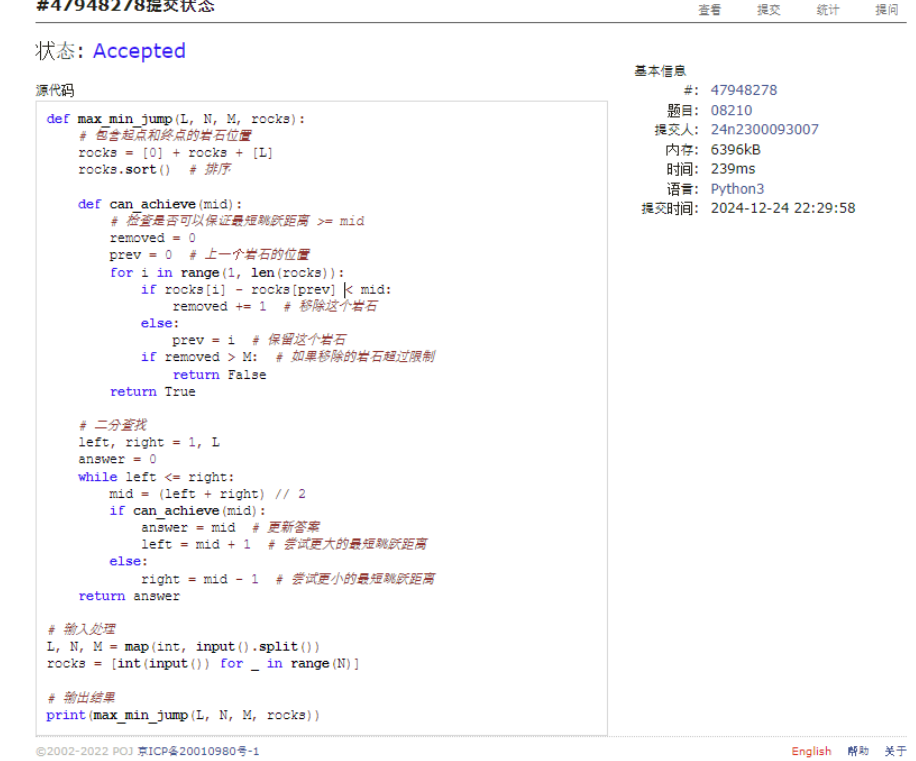 #47948278提交状态
查看 提交 统计 提问
状态: Accepted
源代码
def max_min_jump(L, N, M, rocks):
    # 包含起点和终点的岩石位置
    rocks = [0] + rocks + [L]
    rocks.sort()  # 排序
    def can_achieve(mid):
        # 检查是否可以保证最短跳跃距离 >= mid
        removed = 0
        prev = 0  # 上一个岩石的位置
        for i in range(1, len(rocks)):
            if rocks[i] - rocks[prev] < mid:
                removed += 1  # 移除这个岩石
            else:
                prev = i  # 保留这个岩石
            if removed > M:  # 如果移除的岩石超过限制
                return False
        return True
    # 二分查找
    left, right = 1, L
    answer = 0
    while left <= right:
        mid = (left + right) // 2
        if can_achieve(mid):
            answer = mid  # 更新答案
            left = mid + 1  # 尝试更大的最短跳跃距离
        else:
            right = mid - 1  # 尝试更小的最短跳跃距离
    return answer
# 输入处理
L, N, M = map(int, input().split())
rocks = [int(input()) for _ in range(N)]
# 输出结果
print(max_min_jump(L, N, M, rocks))
基本信息
#: 47948278
题目: 08210
提交人: 24n2300093007
内存: 6396kB
时间: 239ms
语言: Python3
提交时间: 2024-12-24 22:29:58
©2002-2022 POJ 京ICP备20010980号-1
English 帮助 关于